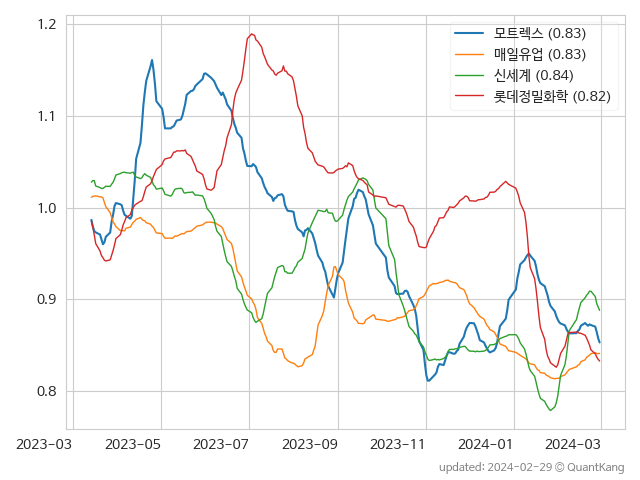 1.2
1.1
1.0
0.9
0.8
모트렉스 (0.83)
매일유업 (0.83)
신세계 (0.84)
롯데정밀화학 (0.82)
2023-03 2023-05 2023-07 2023-09 2023-11 2024-01 2024-03
updated: 2024-02-29 © QuantKang